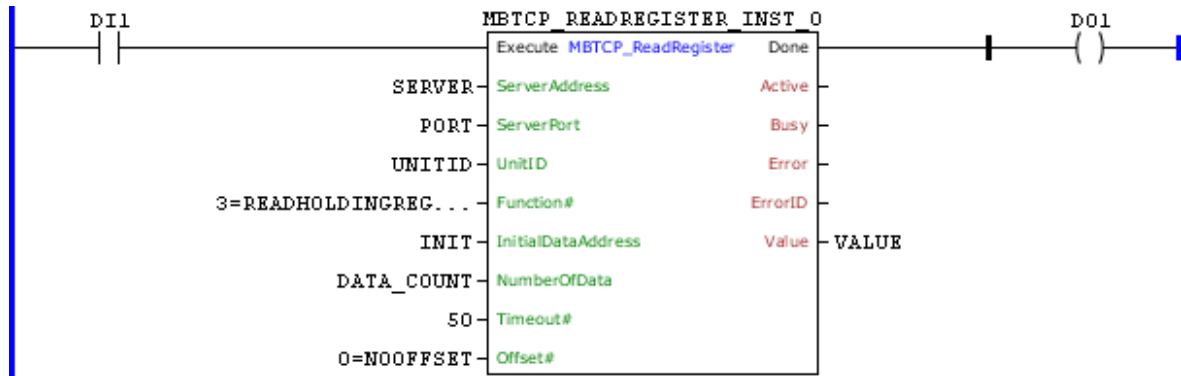 DI1 MBTCP_READREGISTER_INST_0 DO1
Execute MBTCP_ReadRegister Done
SERVER ServerAddress Active
PORT ServerPort Busy
UNITID UnitID Error
3=READHOLDINGREG... Function# ErrorID
INIT InitialDataAddress Value VALUE
DATA_COUNT NumberOfData
50 Timeout#
0=NOOFFSET Offset#